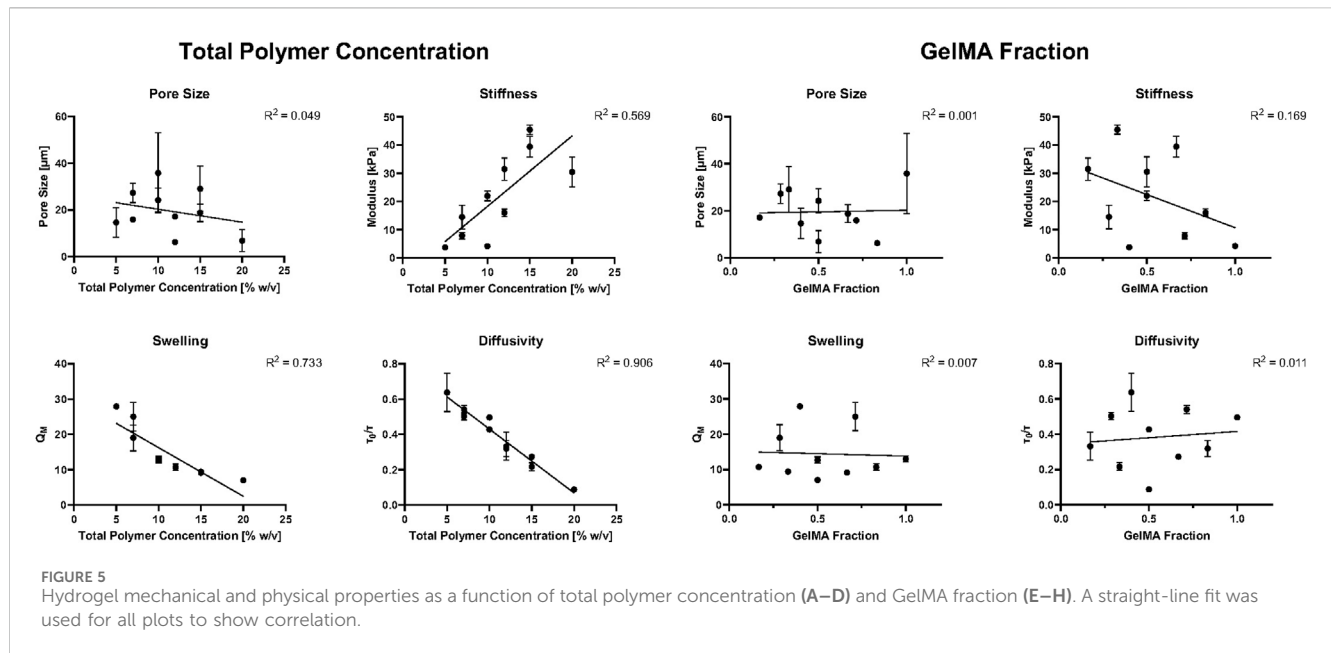 Total Polymer Concentration
GelMA Fraction
Pore Size
R² = 0.049
Pore Size [µm]
60
40
20
0
0 5 10 15 20 25
Total Polymer Concentration [% w/v]
Stiffness
R² = 0.569
Modulus [kPa]
50
40
30
20
10
0
0 5 10 15 20 25
Total Polymer Concentration [% w/v]
Pore Size
R² = 0.001
Pore Size [µm]
60
40
20
0
0.0 0.5 1.0
GelMA Fraction
Stiffness
R² = 0.169
Modulus [kPa]
50
40
30
20
10
0
0.0 0.5 1.0
GelMA Fraction
Swelling
R² = 0.733
Q_M
40
30
20
10
0
0 5 10 15 20 25
Total Polymer Concentration [% w/v]
Diffusivity
R² = 0.906
τ₀/τ
0.8
0.6
0.4
0.2
0.0
0 5 10 15 20 25
Total Polymer Concentration [% w/v]
Swelling
R² = 0.007
Q_M
40
30
20
10
0
0.0 0.5 1.0
GelMA Fraction
Diffusivity
R² = 0.011
τ₀/τ
0.8
0.6
0.4
0.2
0.0
0.0 0.5 1.0
GelMA Fraction
FIGURE 5
Hydrogel mechanical and physical properties as a function of total polymer concentration (A–D) and GelMA fraction (E–H). A straight-line fit was
used for all plots to show correlation.